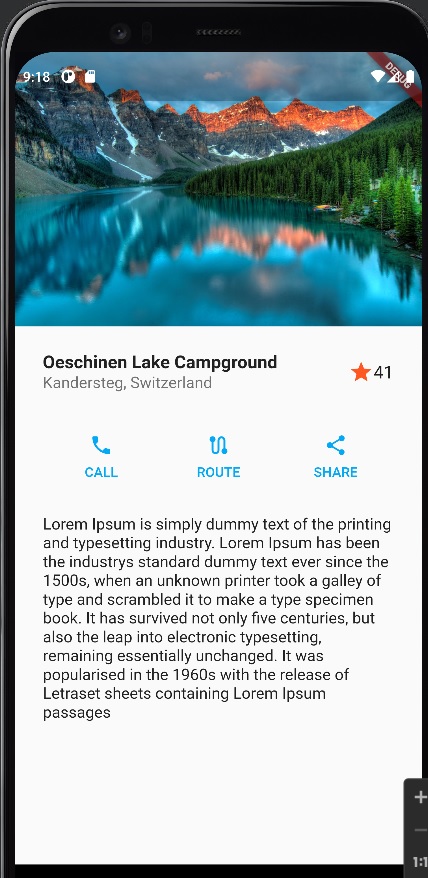 9:18
DEBUG
Oeschinen Lake Campground
Kandersteg, Switzerland
41
CALL
ROUTE
SHARE
Lorem Ipsum is simply dummy text of the printing
and typesetting industry. Lorem Ipsum has been
the industrys standard dummy text ever since the
1500s, when an unknown printer took a galley of
type and scrambled it to make a type specimen
book. It has survived not only five centuries, but
also the leap into electronic typesetting,
remaining essentially unchanged. It was
popularised in the 1960s with the release of
Letraset sheets containing Lorem Ipsum
passages
+
−
1:1